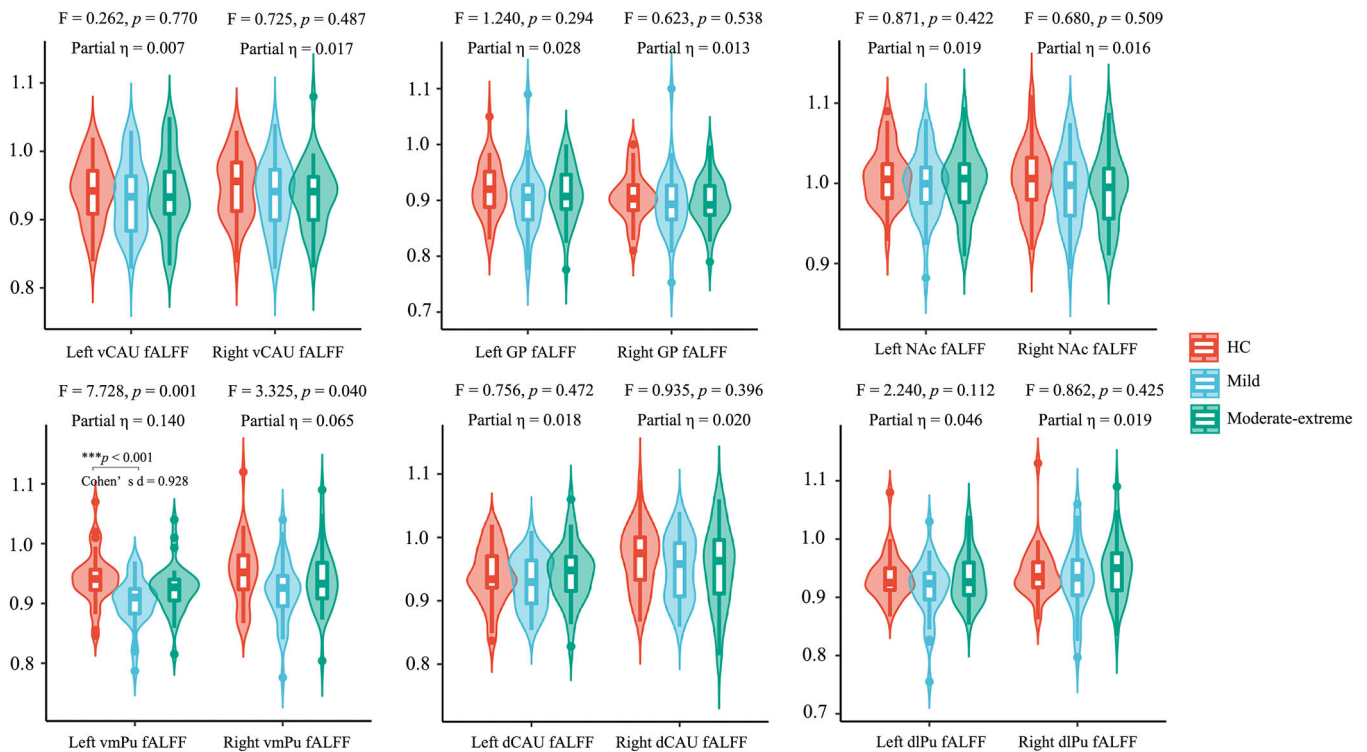 F = 0.262, p = 0.770 F = 0.725, p = 0.487
Partial η = 0.007 Partial η = 0.017
1.1
1.0
0.9
0.8
Left vCAU fALFF Right vCAU fALFF
F = 1.240, p = 0.294 F = 0.623, p = 0.538
Partial η = 0.028 Partial η = 0.013
1.1
1.0
0.9
0.8
0.7
Left GP fALFF Right GP fALFF
F = 0.871, p = 0.422 F = 0.680, p = 0.509
Partial η = 0.019 Partial η = 0.016
1.1
1.0
0.9
Left NAc fALFF Right NAc fALFF
HC
Mild
Moderate-extreme
F = 7.728, p = 0.001 F = 3.325, p = 0.040
Partial η = 0.140 Partial η = 0.065
***p < 0.001
Cohen’ s d = 0.928
1.1
1.0
0.9
0.8
Left vmPu fALFF Right vmPu fALFF
F = 0.756, p = 0.472 F = 0.935, p = 0.396
Partial η = 0.018 Partial η = 0.020
1.1
1.0
0.9
0.8
Left dCAU fALFF Right dCAU fALFF
F = 2.240, p = 0.112 F = 0.862, p = 0.425
Partial η = 0.046 Partial η = 0.019
1.1
1.0
0.9
0.8
0.7
Left dlPu fALFF Right dlPu fALFF